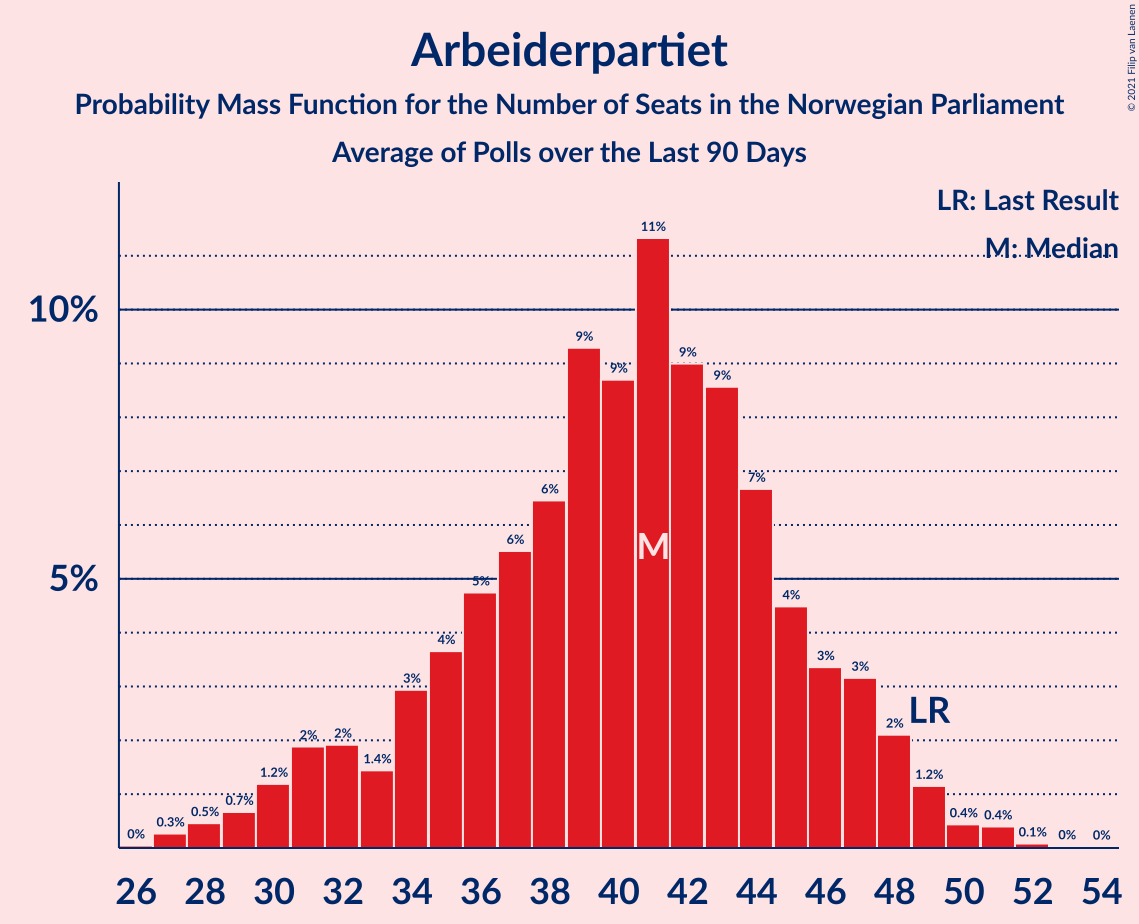 Arbeiderpartiet
Probability Mass Function for the Number of Seats in the Norwegian Parliament
Average of Polls over the Last 90 Days
© 2021 Filip van Laenen
LR: Last Result
M: Median
10%
5%
0% 0.3% 0.5% 0.7% 1.2% 2% 2% 1.4% 3% 4% 5% 6% 6% 9% 9% 11% 9% 9% 7% 4% 3% 3% 2% 1.2% 0.4% 0.4% 0.1% 0% 0%
M
LR
26 28 30 32 34 36 38 40 42 44 46 48 50 52 54